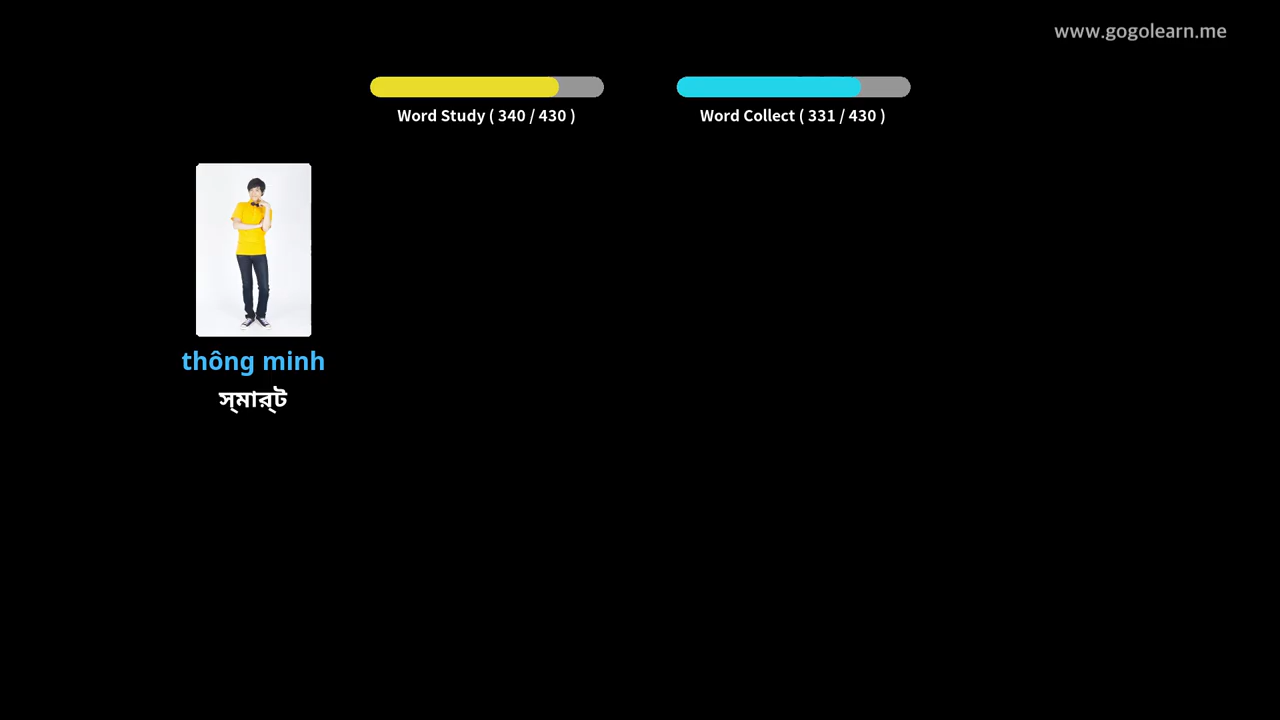 www.gogolearn.me
Word Study ( 340 / 430 )
Word Collect ( 331 / 430 )
thông minh
স্মার্ট